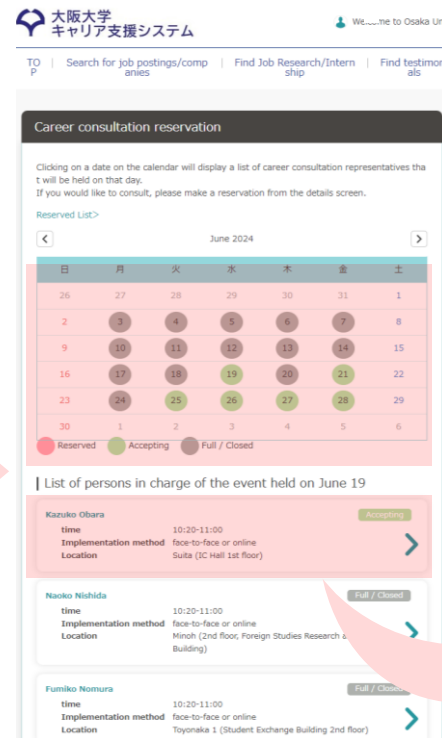 大阪大学
キャリア支援システム
me to Osaka Un
TO | Search for job postings/comp | Find Job Research/Intern | Find testimon
P anies ship als
Career consultation reservation
Clicking on a date on the calendar will display a list of career consultation representatives tha
t will be held on that day.
If you would like to consult, please make a reservation from the details screen.
Reserved List>
< June 2024 >
日 月 火 水 木 金 土
26 27 28 29 30 31 1
2 3 4 5 6 7 8
9 10 11 12 13 14 15
16 17 18 19 20 21 22
23 24 25 26 27 28 29
30 1 2 3 4 5 6
Reserved Accepting Full / Closed
List of persons in charge of the event held on June 19
Kazuko Obara Accepting
time 10:20-11:00
Implementation method face-to-face or online
Location Suita (IC Hall 1st floor)
Naoko Nishida Full / Closed
time 10:20-11:00
Implementation method face-to-face or online
Location Minoh (2nd floor, Foreign Studies Research
Building)
Fumiko Nomura Full / Closed
time 10:20-11:00
Implementation method face-to-face or online
Location Toyonaka 1 (Student Exchange Building 2nd floor)